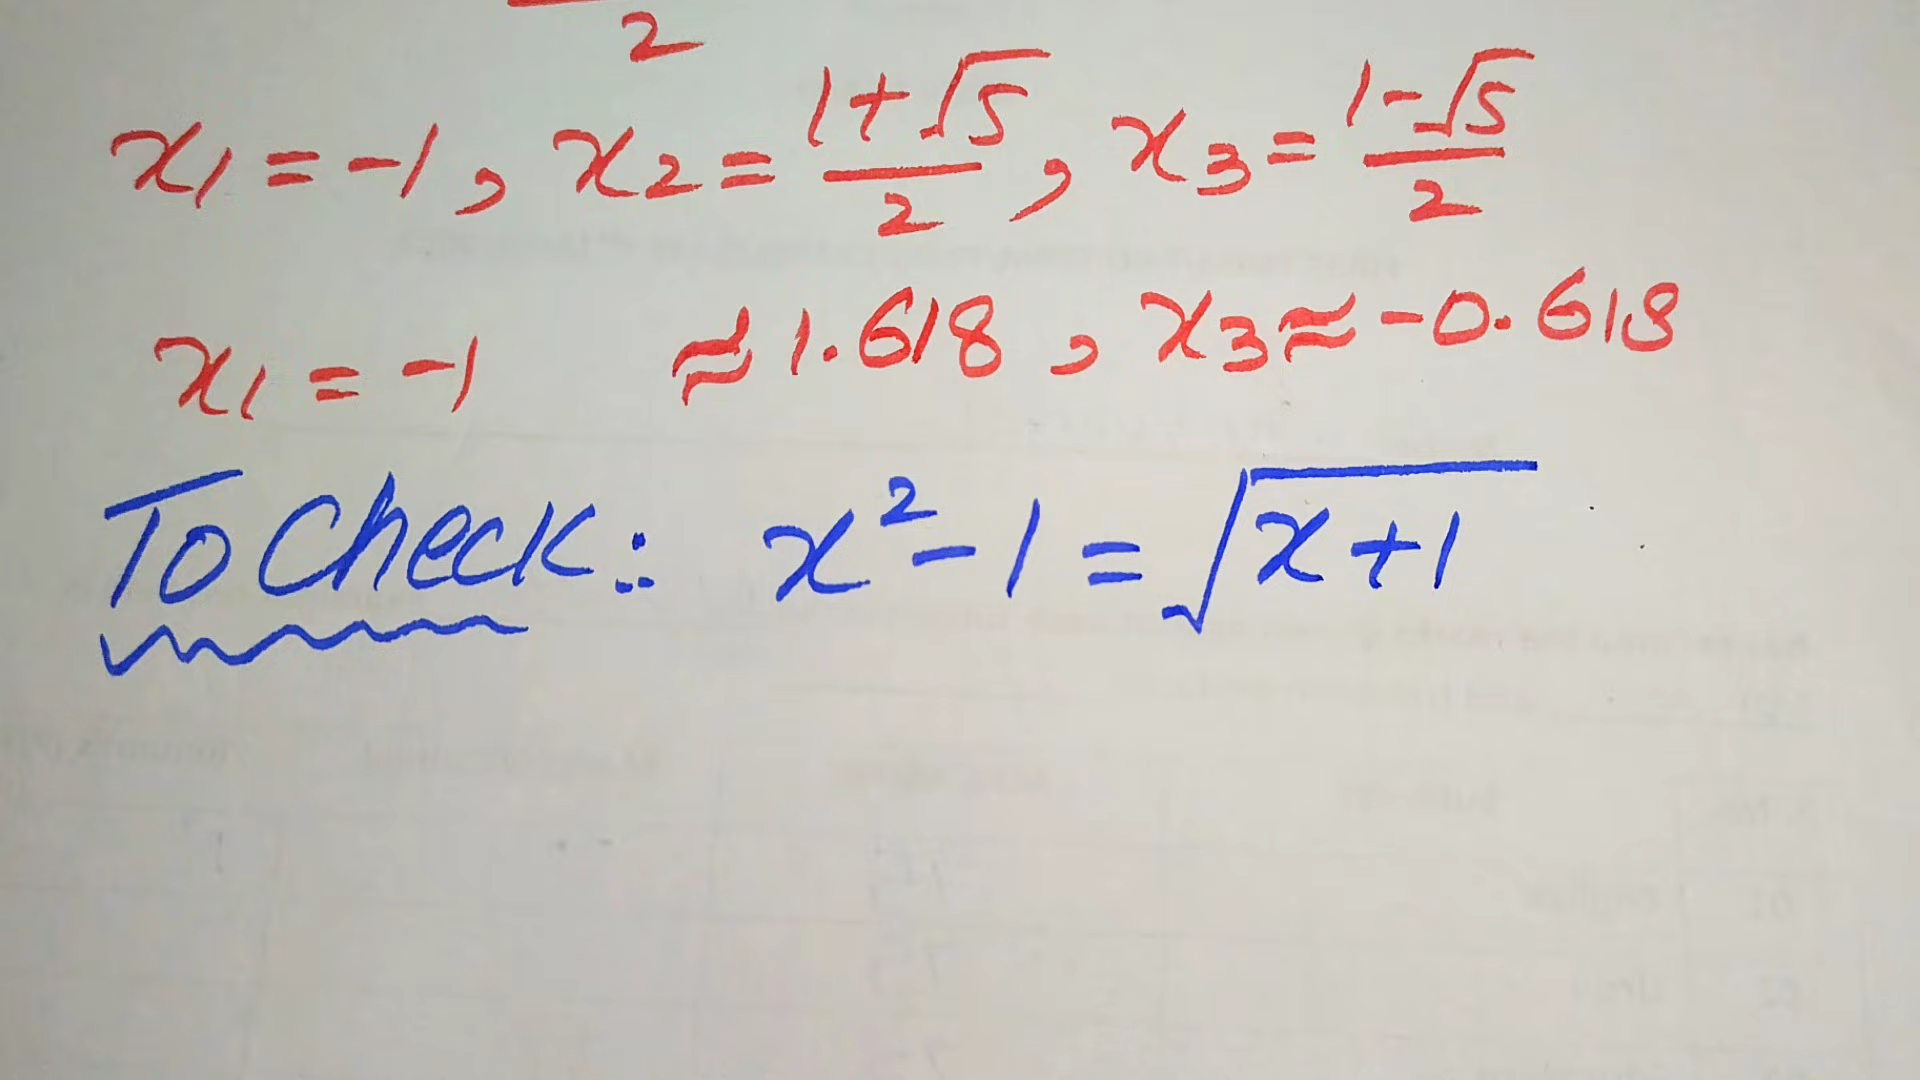 2
x₁ = -1, x₂ = (1+√5)/2, x₃ = (1-√5)/2
x₁ = -1 ≈ 1.618, x₃ ≈ -0.618
To Check: x² - 1 = √(x+1)